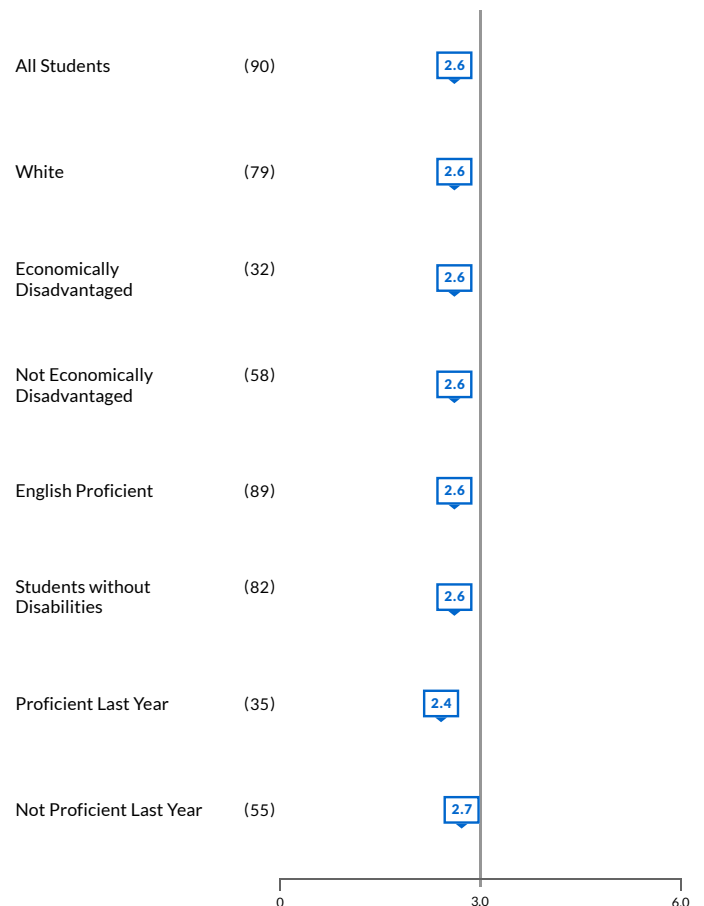 All Students (90) 2.6
White (79) 2.6
Economically (32) 2.6
Disadvantaged
Not Economically (58) 2.6
Disadvantaged
English Proficient (89) 2.6
Students without (82) 2.6
Disabilities
Proficient Last Year (35) 2.4
Not Proficient Last Year (55) 2.7
0 3.0 6.0